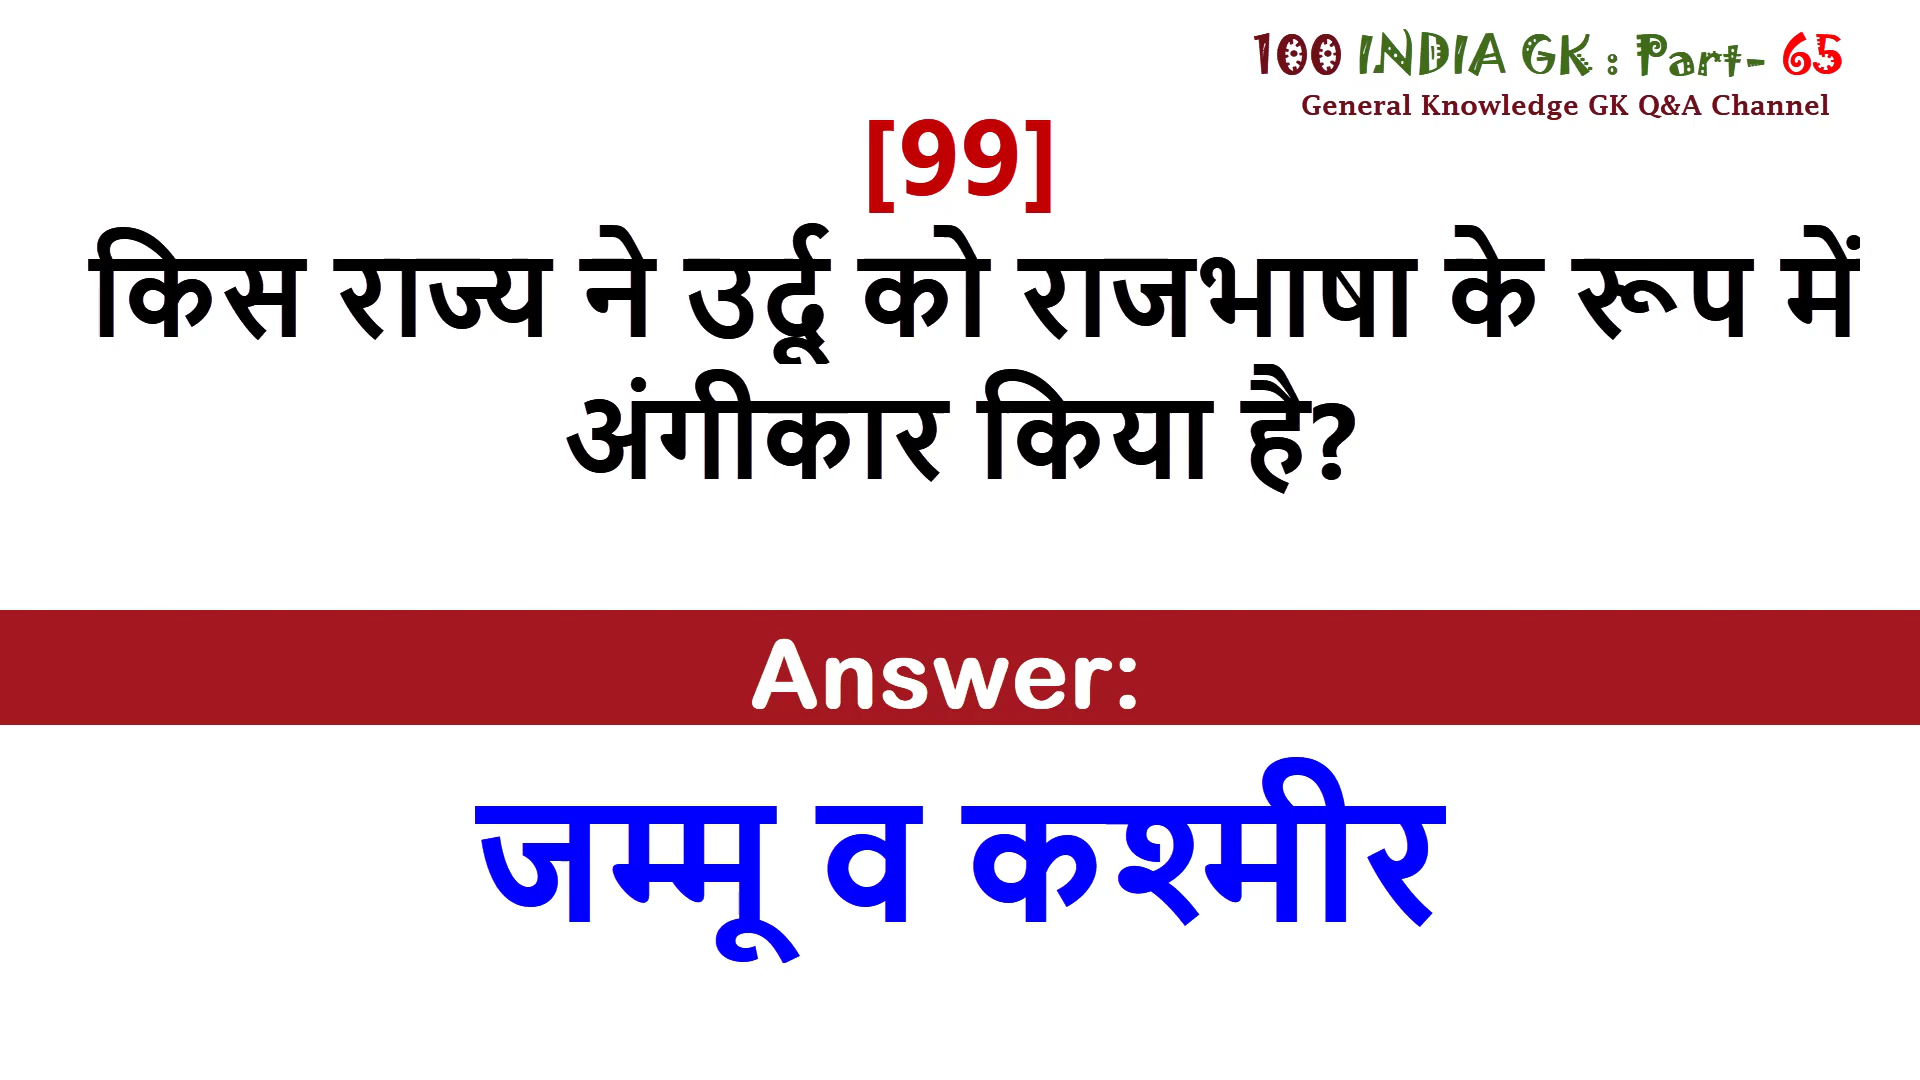 100 INDIA GK : Part- 65
General Knowledge GK Q&A Channel
[99]
किस राज्य ने उर्दू को राजभाषा के रूप में
अंगीकार किया है?
Answer:
जम्मू व कश्मीर